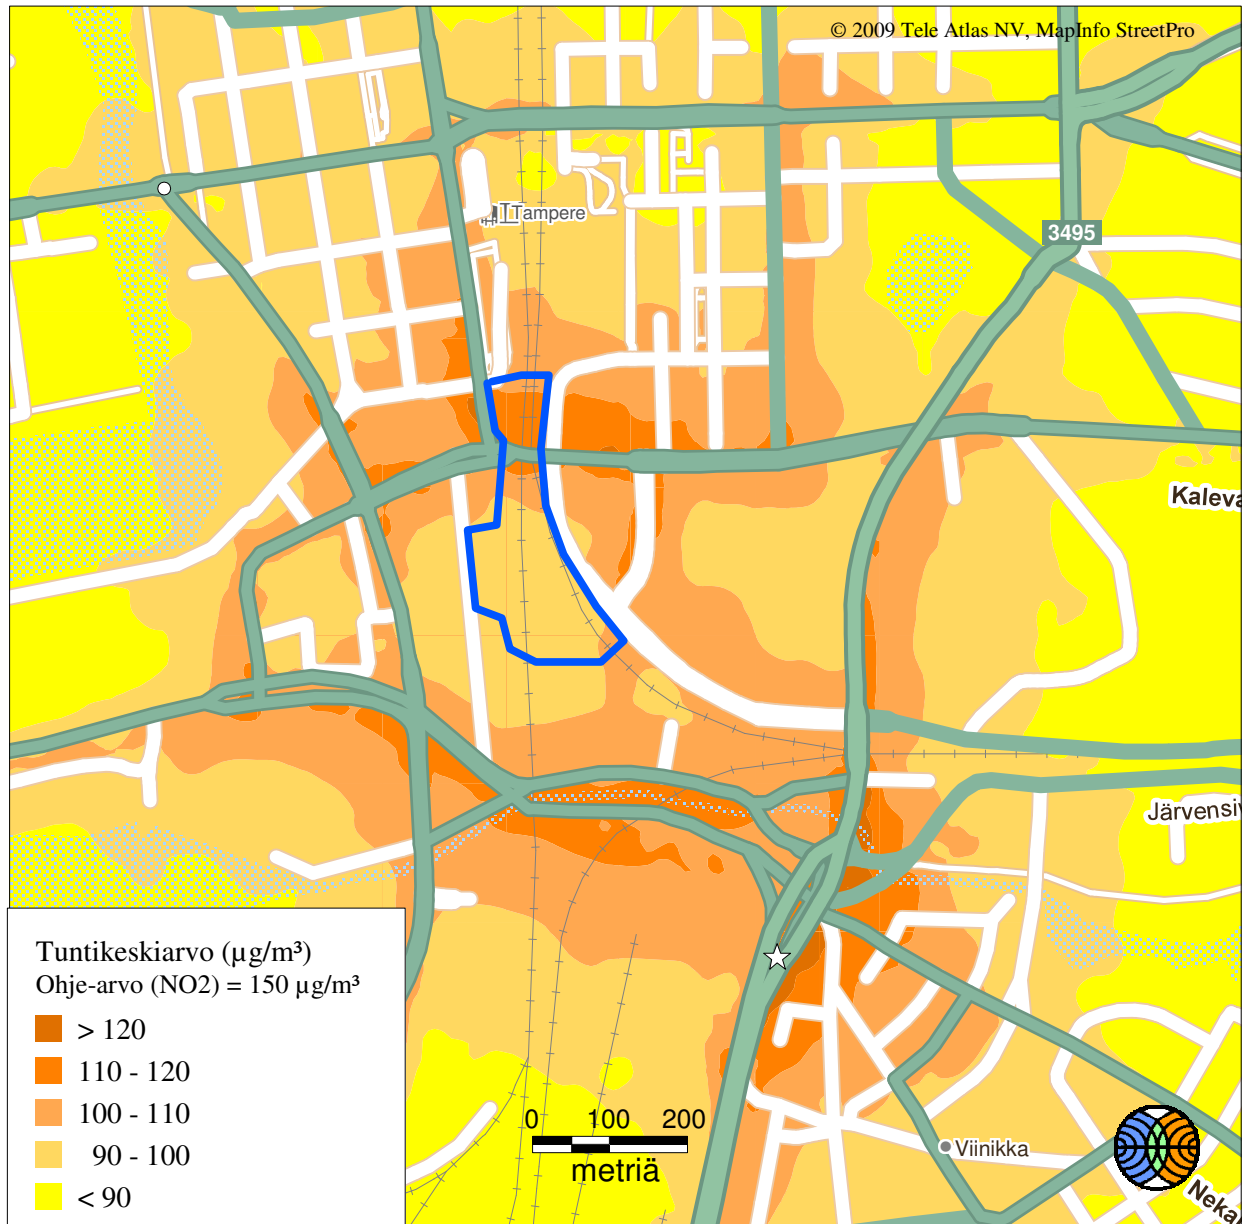 © 2009 Tele Atlas NV, MapInfo StreetPro
Tampere
3495
Kaleva
Järvensi
Tuntikeskiarvo (µg/m³)
Ohje-arvo (NO2) = 150 µg/m³
> 120
110 - 120
100 - 110
90 - 100
< 90
0 100 200
metriä
Viinikka
Neka